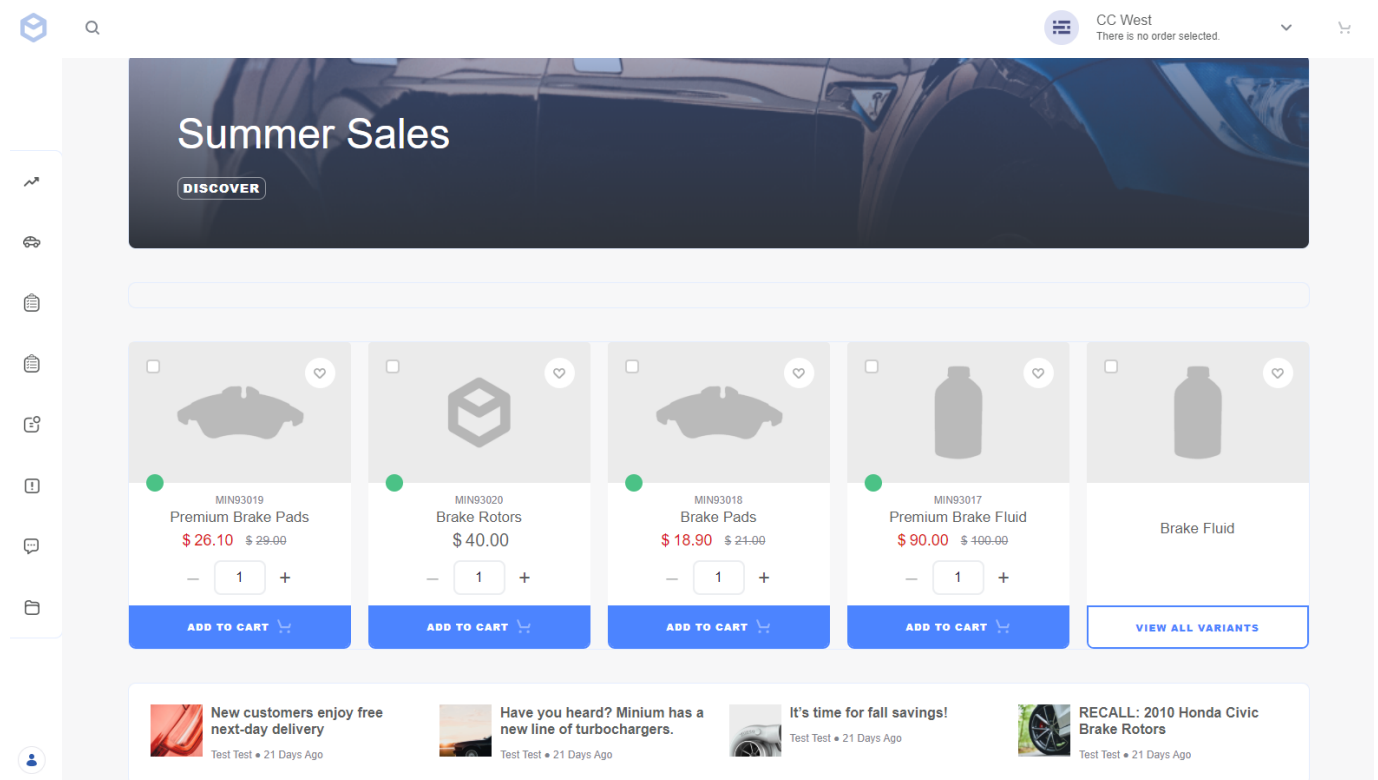 CC West
There is no order selected.
Summer Sales
DISCOVER
MIN93019
Premium Brake Pads
$ 26.10 $ 29.00
1
ADD TO CART
MIN93020
Brake Rotors
$ 40.00
1
ADD TO CART
MIN93018
Brake Pads
$ 18.90 $ 21.00
1
ADD TO CART
MIN93017
Premium Brake Fluid
$ 90.00 $ 100.00
1
ADD TO CART
Brake Fluid
VIEW ALL VARIANTS
New customers enjoy free
next-day delivery
Test Test • 21 Days Ago
Have you heard? Minium has a
new line of turbochargers.
Test Test • 21 Days Ago
It’s time for fall savings!
Test Test • 21 Days Ago
RECALL: 2010 Honda Civic
Brake Rotors
Test Test • 21 Days Ago